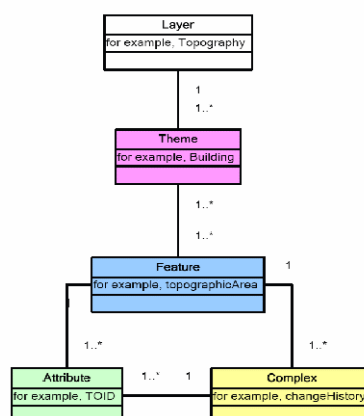 Layer
for example, Topography
1
1..*
Theme
for example, Building
1..*
1..*
Feature
1
for example, topographicArea
1
1..*
1..*
1
1..*
Attribute
Complex
for example, TOID
for example, changeHistory